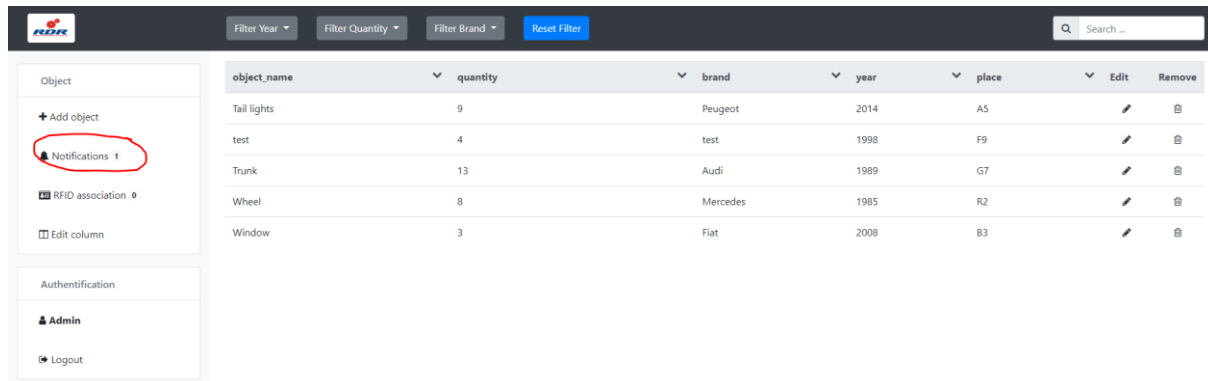 RDR
Filter Year Filter Quantity Filter Brand Reset Filter Search ...
Object
+ Add object
Notifications 1
RFID association 0
Edit column
Authentification
Admin
Logout
object_name quantity brand year place Edit Remove
Tail lights 9 Peugeot 2014 A5
test 4 test 1998 F9
Trunk 13 Audi 1989 G7
Wheel 8 Mercedes 1985 R2
Window 3 Fiat 2008 B3